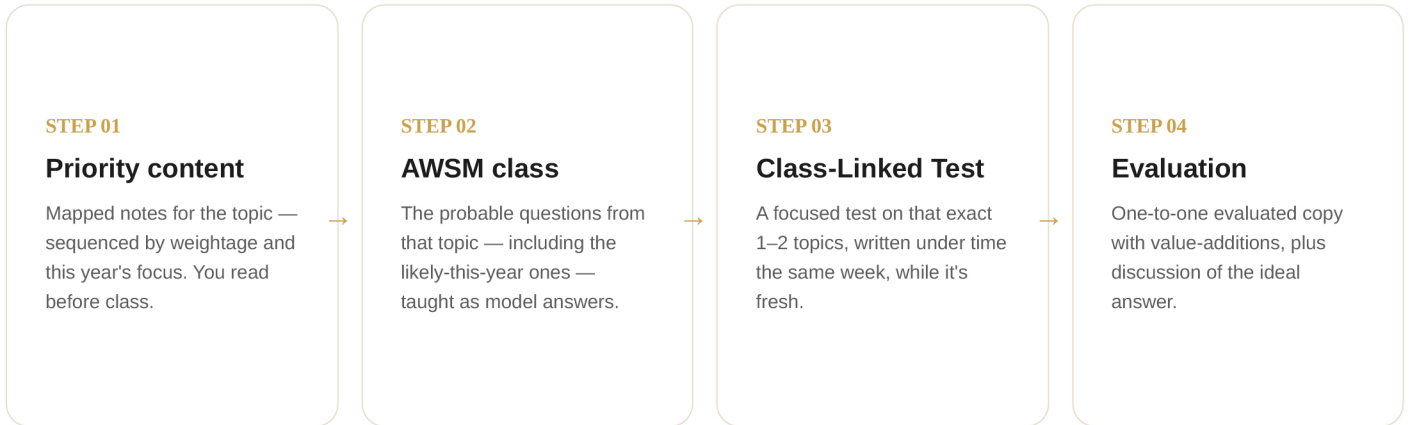 STEP 01
Priority content
Mapped notes for the topic —
sequenced by weightage and
this year's focus. You read
before class.
→
STEP 02
AWSM class
The probable questions from
that topic — including the
likely-this-year ones —
taught as model answers.
→
STEP 03
Class-Linked Test
A focused test on that exact
1–2 topics, written under time
the same week, while it's
fresh.
→
STEP 04
Evaluation
One-to-one evaluated copy
with value-additions, plus
discussion of the ideal
answer.